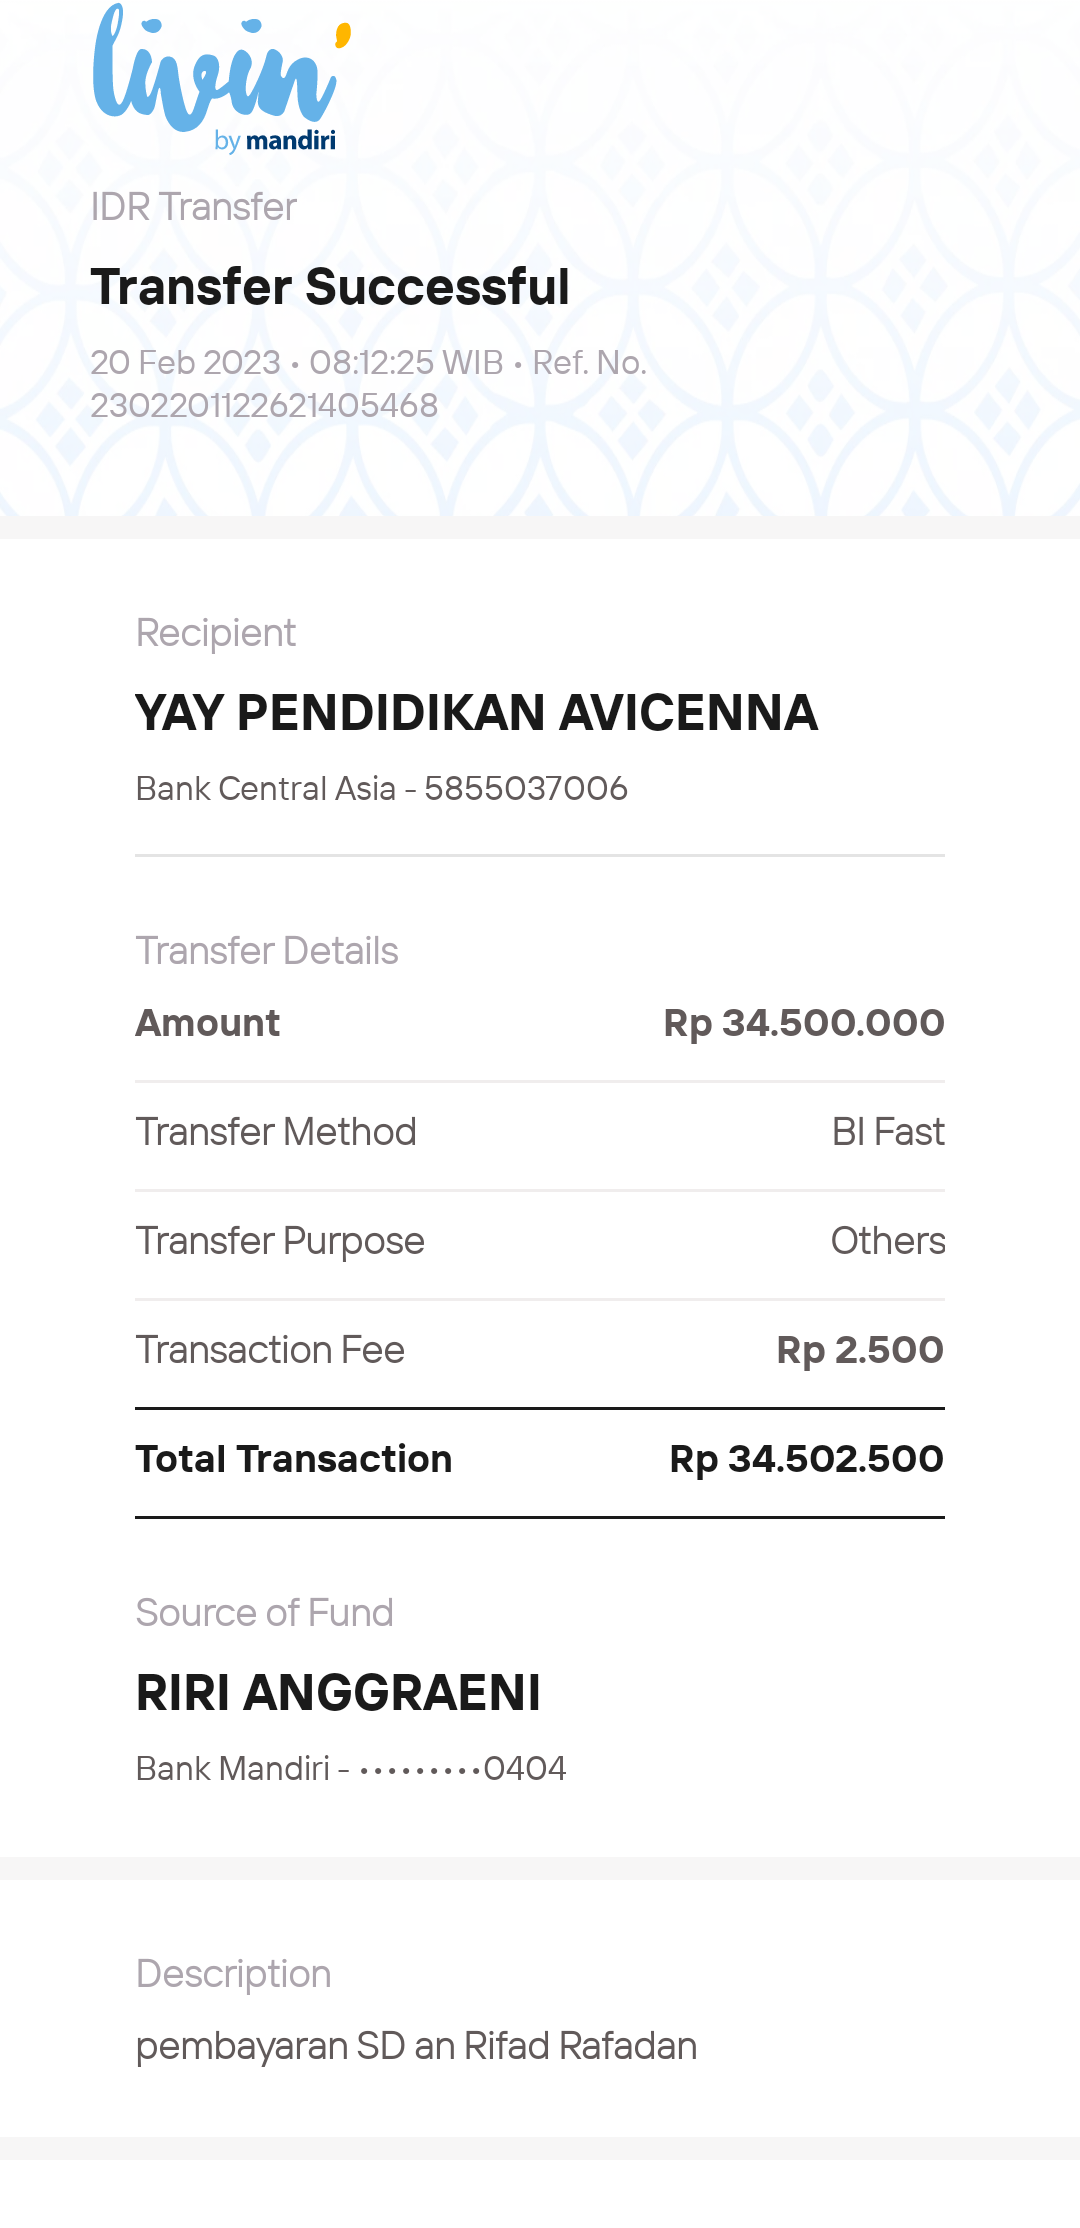 livin'
by mandiri
IDR Transfer
Transfer Successful
20 Feb 2023 • 08:12:25 WIB • Ref. No.
2302201122621405468
Recipient
YAY PENDIDIKAN AVICENNA
Bank Central Asia - 5855037006
Transfer Details
Amount Rp 34.500.000
Transfer Method BI Fast
Transfer Purpose Others
Transaction Fee Rp 2.500
Total Transaction Rp 34.502.500
Source of Fund
RIRI ANGGRAENI
Bank Mandiri - •••••••••0404
Description
pembayaran SD an Rifad Rafadan